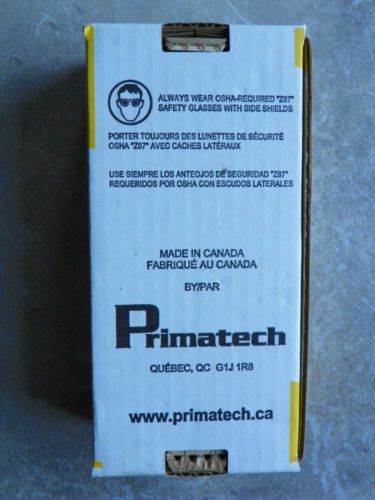 ALWAYS WEAR OSHA-REQUIRED "Z87"
SAFETY GLASSES WITH SIDE SHIELDS
PORTER TOUJOURS DES LUNETTES DE SÉCURITÉ
OSHA "Z87" AVEC CACHES LATÉRAUX
USE SIEMPRE LOS ANTEOJOS DE SEGURIDAD "Z87"
REQUERIDOS POR OSHA CON ESCUDOS LATERALES
MADE IN CANADA
FABRIQUÉ AU CANADA
BY/PAR
Primatech
QUÉBEC, QC G1J 1R8
www.primatech.ca